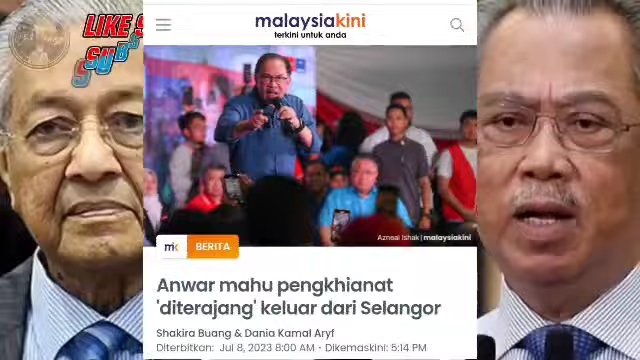 LIKE S
SUBS
malaysiakini
terkini untuk anda
Azneal Ishak | malaysiakini
mk BERITA
Anwar mahu pengkhianat
'diterajang' keluar dari Selangor
Shakira Buang & Dania Kamal Aryf
Diterbitkan: Jul 8, 2023 8:00 AM • Dikemaskini: 5:14 PM